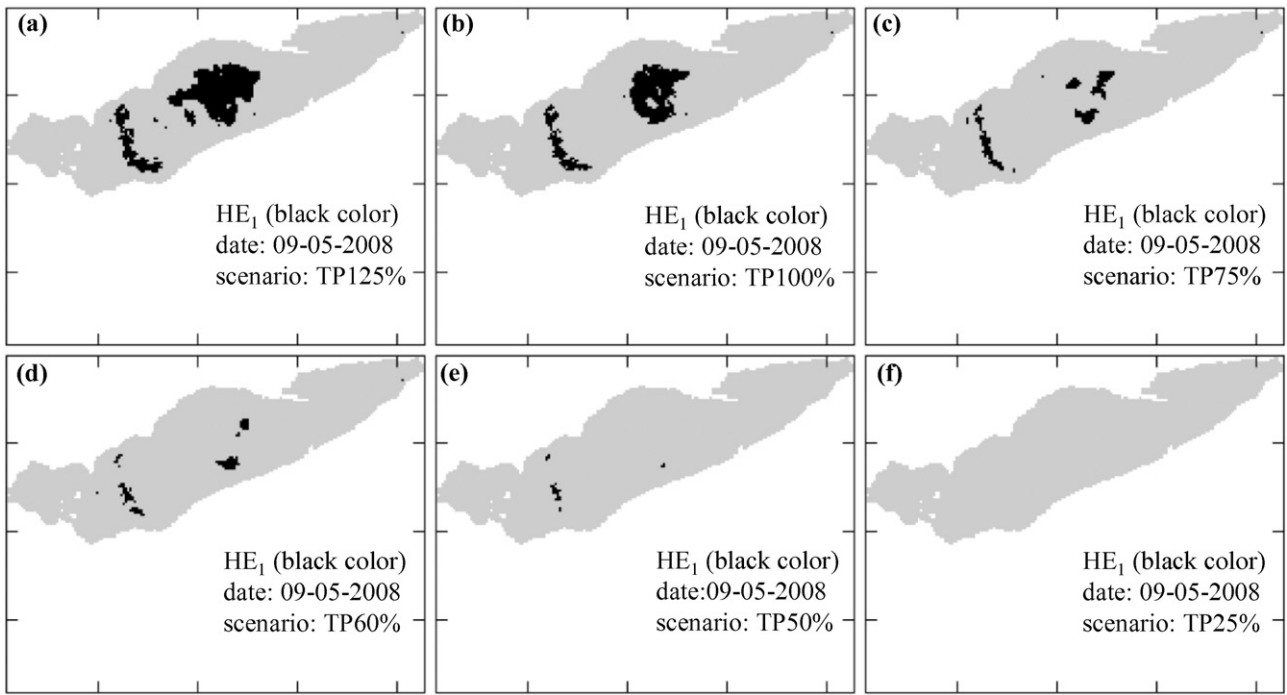 (a)
HE₁ (black color)
date: 09-05-2008
scenario: TP125%
(b)
HE₁ (black color)
date: 09-05-2008
scenario: TP100%
(c)
HE₁ (black color)
date: 09-05-2008
scenario: TP75%
(d)
HE₁ (black color)
date: 09-05-2008
scenario: TP60%
(e)
HE₁ (black color)
date:09-05-2008
scenario: TP50%
(f)
HE₁ (black color)
date: 09-05-2008
scenario: TP25%